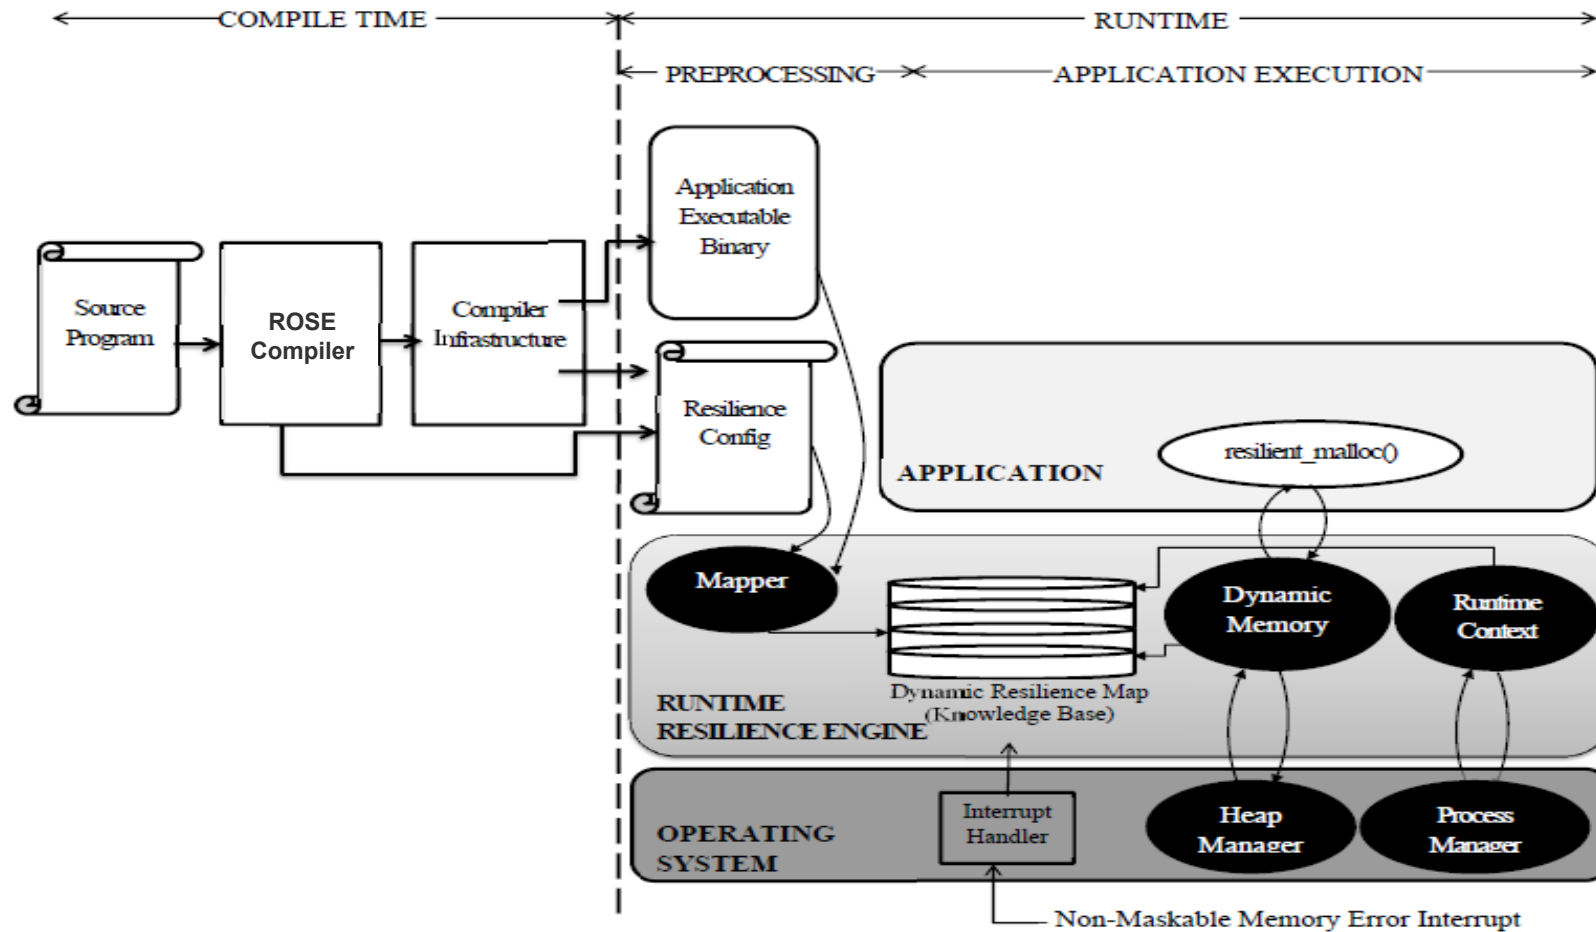 COMPILE TIME
RUNTIME
PREPROCESSING
APPLICATION EXECUTION
Application
Executable
Binary
Source
Program
ROSE
Compiler
Compiler
Infrastructure
Resilience
Config
resilient_malloc()
APPLICATION
Mapper
Dynamic
Memory
Runtime
Context
Dynamic Resilience Map
(Knowledge Base)
RUNTIME
RESILIENCE ENGINE
Interrupt
Handler
Heap
Manager
Process
Manager
OPERATING
SYSTEM
Non-Maskable Memory Error Interrupt